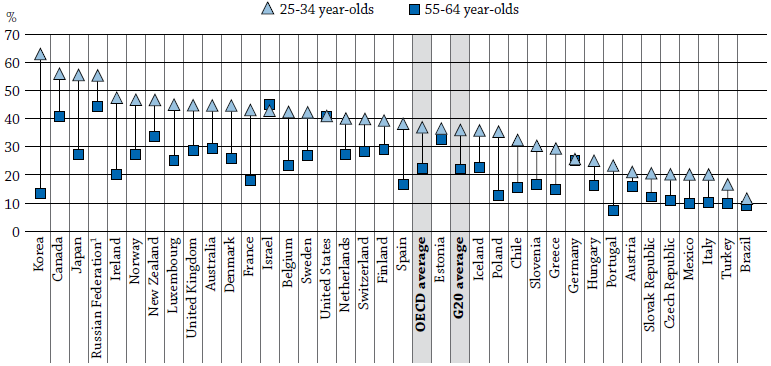 25-34 year-olds
55-64 year-olds
%
70
60
50
40
30
20
10
0
Korea
Canada
Japan
Russian Federation¹
Ireland
Norway
New Zealand
Luxembourg
United Kingdom
Australia
Denmark
France
Israel
Belgium
Sweden
United States
Netherlands
Switzerland
Finland
Spain
OECD average
Estonia
G20 average
Iceland
Poland
Chile
Slovenia
Greece
Germany
Hungary
Portugal
Austria
Slovak Republic
Czech Republic
Mexico
Italy
Turkey
Brazil